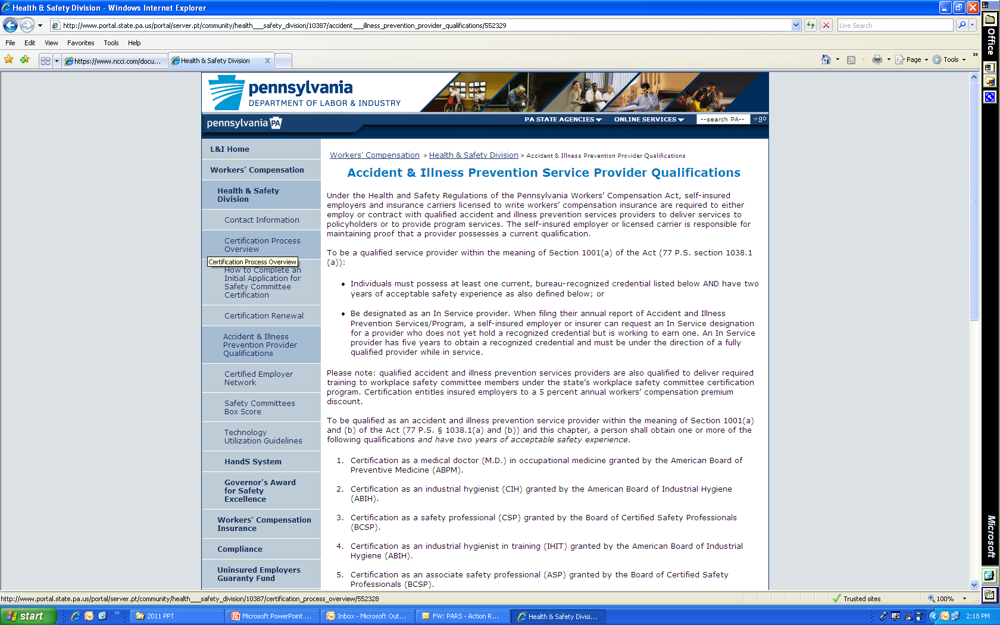 Health & Safety Division - Windows Internet Explorer
http://www.portal.state.pa.us/portal/server.pt/community/health___safety_division/10387/accident___illness_prevention_provider_qualifications/552329
Live Search
File Edit View Favorites Tools Help
https://www.ncci.com/docu...
Health & Safety Division
Page
Tools
Office
pennsylvania
DEPARTMENT OF LABOR & INDUSTRY
pennsylvania PA
PA STATE AGENCIES
ONLINE SERVICES
--search PA--
go
L&I Home
Workers' Compensation
Health & Safety
Division
Contact Information
Certification Process
Overview
Certification Process Overview
How to Complete an
Initial Application for
Safety Committee
Certification
Certification Renewal
Accident & Illness
Prevention Provider
Qualifications
Certified Employer
Network
Safety Committees
Box Score
Technology
Utilization Guidelines
HandS System
Governor's Award
for Safety
Excellence
Workers' Compensation
Insurance
Compliance
Uninsured Employers
Guaranty Fund
Workers' Compensation > Health & Safety Division > Accident & Illness Prevention Provider Qualifications
Accident & Illness Prevention Service Provider Qualifications
Under the Health and Safety Regulations of the Pennsylvania Workers’ Compensation Act, self-insured
employers and insurance carriers licensed to write workers’ compensation insurance are required to either
employ or contract with qualified accident and illness prevention services providers to deliver services to
policyholders or to provide program services. The self-insured employer or licensed carrier is responsible for
maintaining proof that a provider possesses a current qualification.
To be a qualified service provider within the meaning of Section 1001(a) of the Act (77 P.S. section 1038.1
(a)):
• Individuals must possess at least one current, bureau-recognized credential listed below AND have two
years of acceptable safety experience as also defined below; or
• Be designated as an In Service provider. When filing their annual report of Accident and Illness
Prevention Services/Program, a self-insured employer or insurer can request an In Service designation
for a provider who does not yet hold a recognized credential but is working to earn one. An In Service
provider has five years to obtain a recognized credential and must be under the direction of a fully
qualified provider while in service.
Please note: qualified accident and illness prevention services providers are also qualified to deliver required
training to workplace safety committee members under the state’s workplace safety committee certification
program. Certification entitles insured employers to a 5 percent annual workers’ compensation premium
discount.
To be qualified as an accident and illness prevention service provider within the meaning of Section 1001(a)
and (b) of the Act (77 P.S. § 1038.1(a) and (b)) and this chapter, a person shall obtain one or more of the
following qualifications and have two years of acceptable safety experience.
1. Certification as a medical doctor (M.D.) in occupational medicine granted by the American Board of
Preventive Medicine (ABPM).
2. Certification as an industrial hygienist (CIH) granted by the American Board of Industrial Hygiene
(ABIH).
3. Certification as a safety professional (CSP) granted by the Board of Certified Safety Professionals
(BCSP).
4. Certification as an industrial hygienist in training (IHIT) granted by the American Board of Industrial
Hygiene (ABIH).
5. Certification as an associate safety professional (ASP) granted by the Board of Certified Safety
Professionals (BCSP).
Microsoft
http://www.portal.state.pa.us/portal/server.pt/community/health___safety_division/10387/certification_process_overview/552328
Trusted sites
100%
start
2011 PPT
Microsoft PowerPoint ...
Inbox - Microsoft Out...
FW: PARS - Action R...
Health & Safety Divisi...
2:18 PM